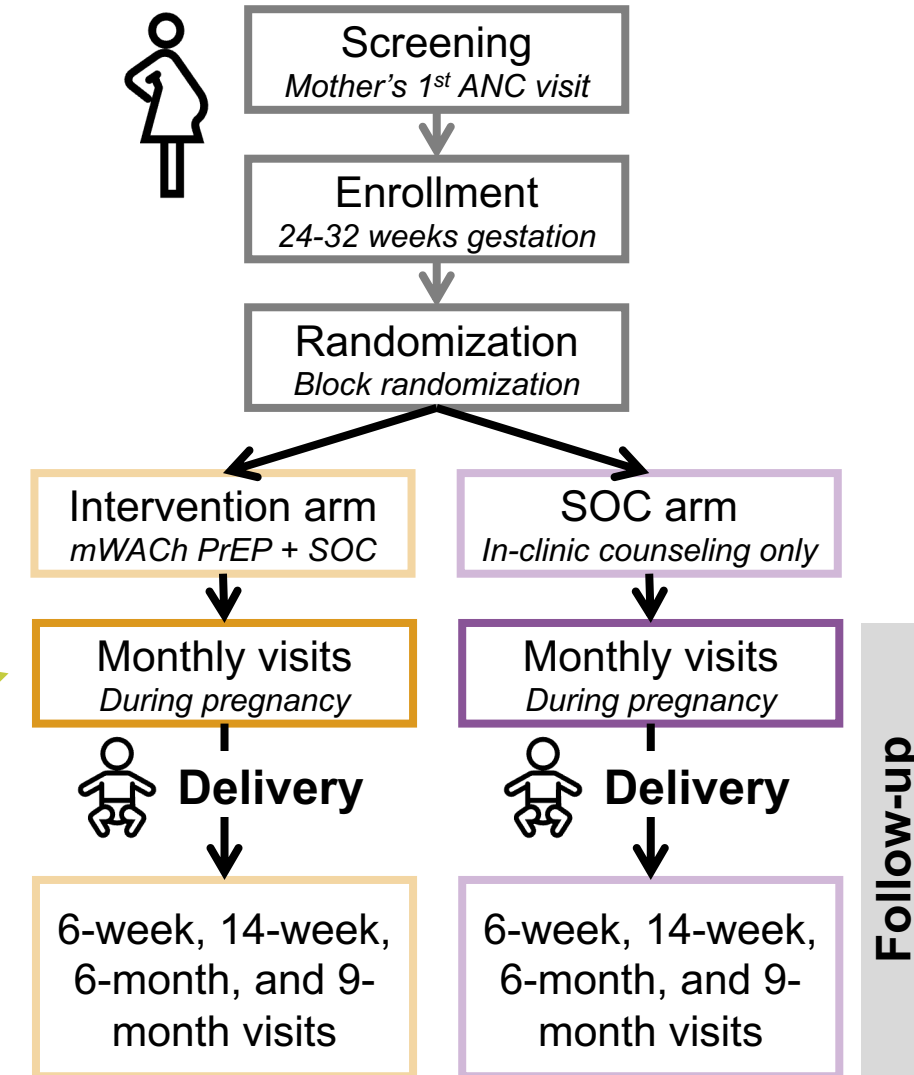 Screening
Mother's 1st ANC visit
Enrollment
24-32 weeks gestation
Randomization
Block randomization
Intervention arm
mWACh PrEP + SOC
SOC arm
In-clinic counseling only
Monthly visits
During pregnancy
Monthly visits
During pregnancy
Delivery
Delivery
6-week, 14-week,
6-month, and 9-
month visits
6-week, 14-week,
6-month, and 9-
month visits
Follow-up